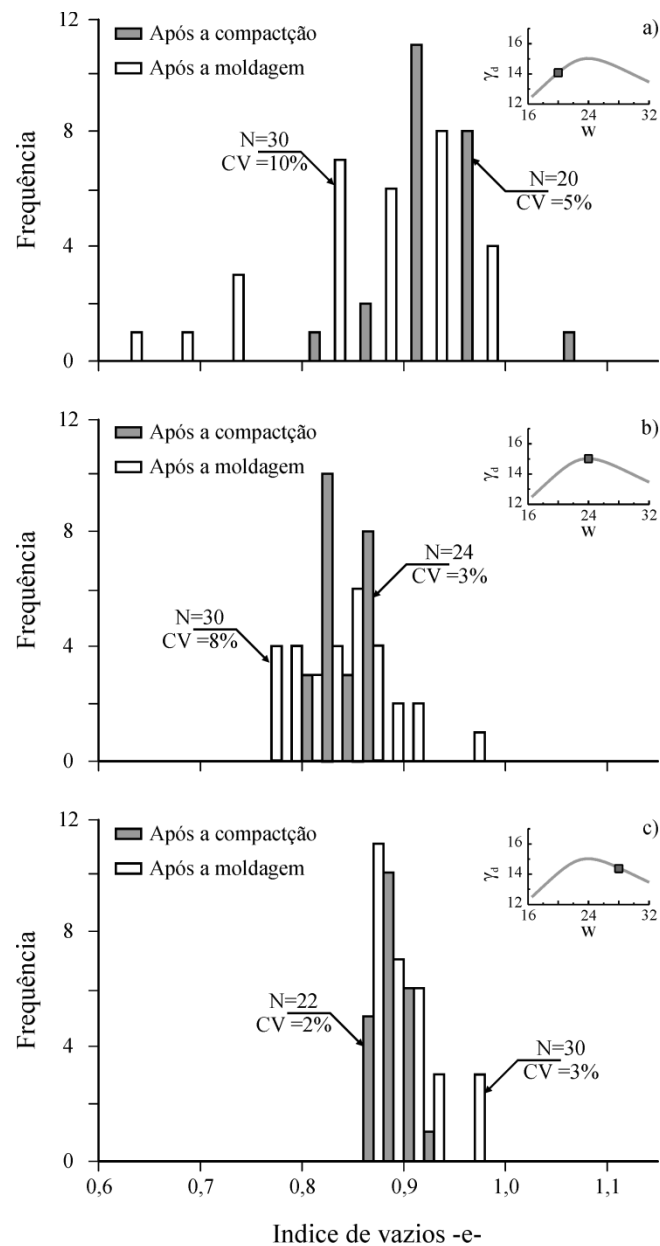 12
Após a compactção
Após a moldagem
a)
16
14
12
γd
16
24
32
w
N=30
CV =10%
N=20
CV =5%
8
4
0
Frequência
12
Após a compactção
Após a moldagem
b)
16
14
12
γd
16
24
32
w
N=24
CV =3%
N=30
CV =8%
8
4
0
Frequência
12
Após a compactção
Após a moldagem
c)
16
14
12
γd
16
24
32
w
N=22
CV =2%
N=30
CV =3%
8
4
0
Frequência
0,6
0,7
0,8
0,9
1,0
1,1
Indice de vazios -e-